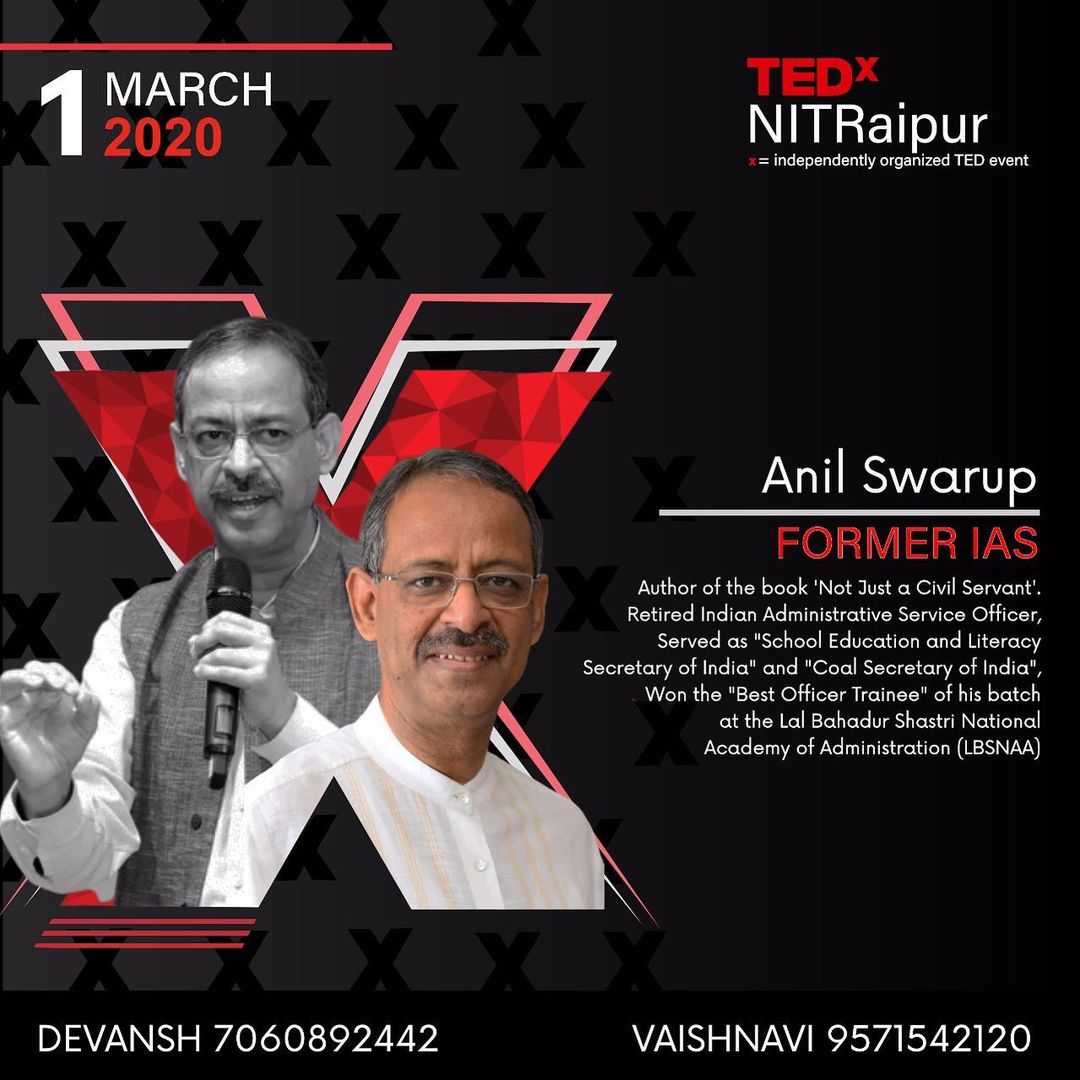 1 MARCH
2020
TEDx
NITRaipur
x = independently organized TED event
Anil Swarup
FORMER IAS
Author of the book 'Not Just a Civil Servant'.
Retired Indian Administrative Service Officer,
Served as "School Education and Literacy
Secretary of India" and "Coal Secretary of India",
Won the "Best Officer Trainee" of his batch
at the Lal Bahadur Shastri National
Academy of Administration (LBSNAA)
DEVANSH 7060892442
VAISHNAVI 9571542120